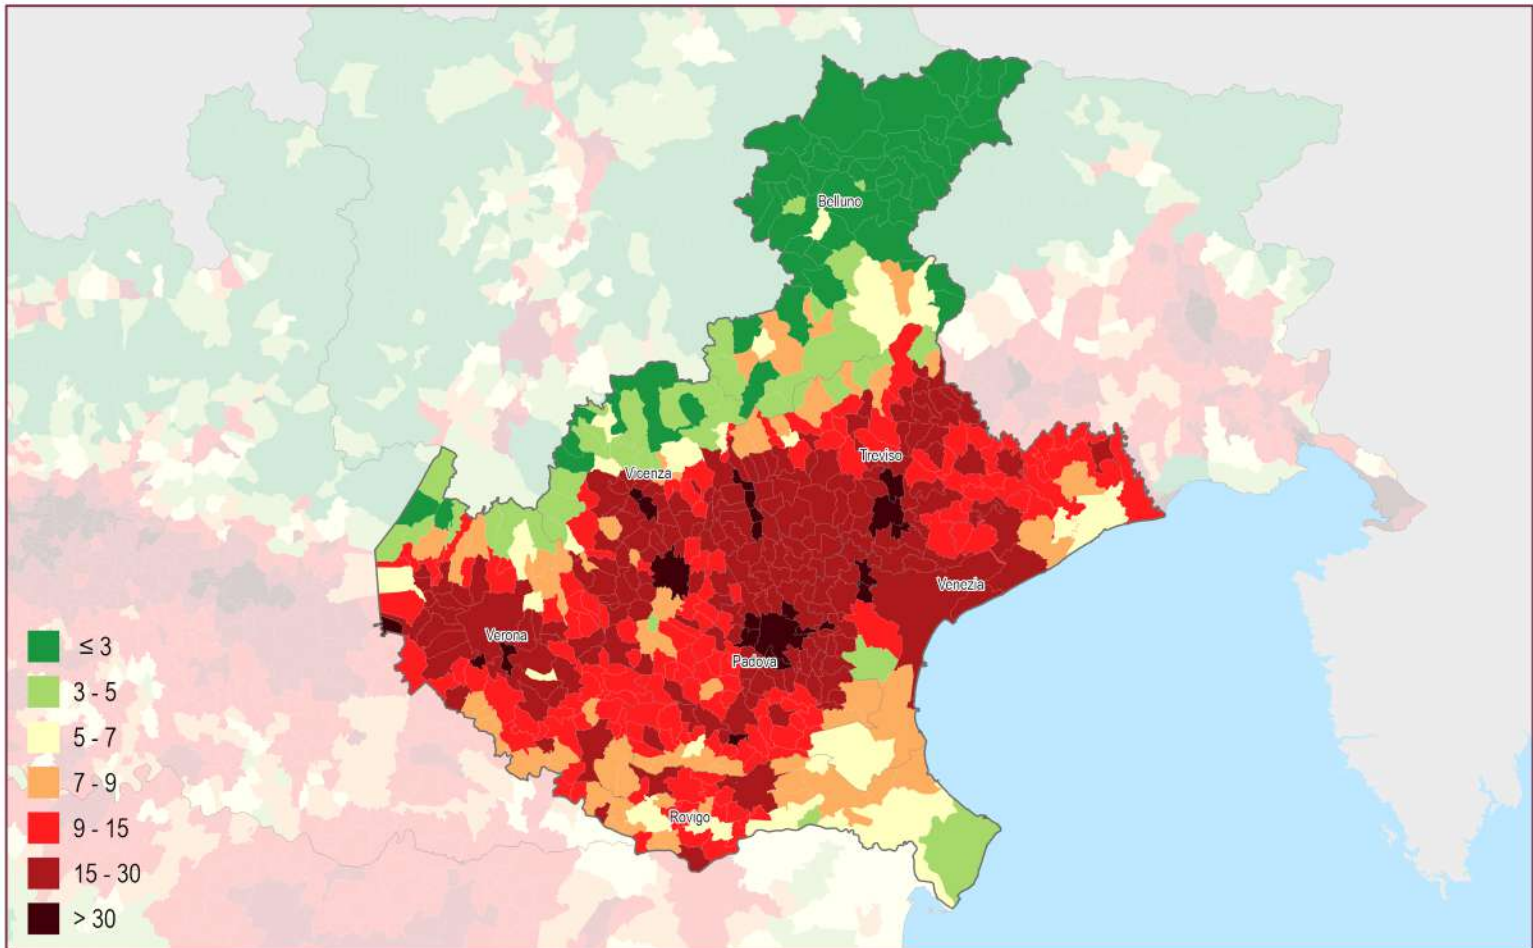 Belluno
Treviso
Vicenza
Venezia
Verona
Padova
Rovigo
≤ 3
3 - 5
5 - 7
7 - 9
9 - 15
15 - 30
> 30